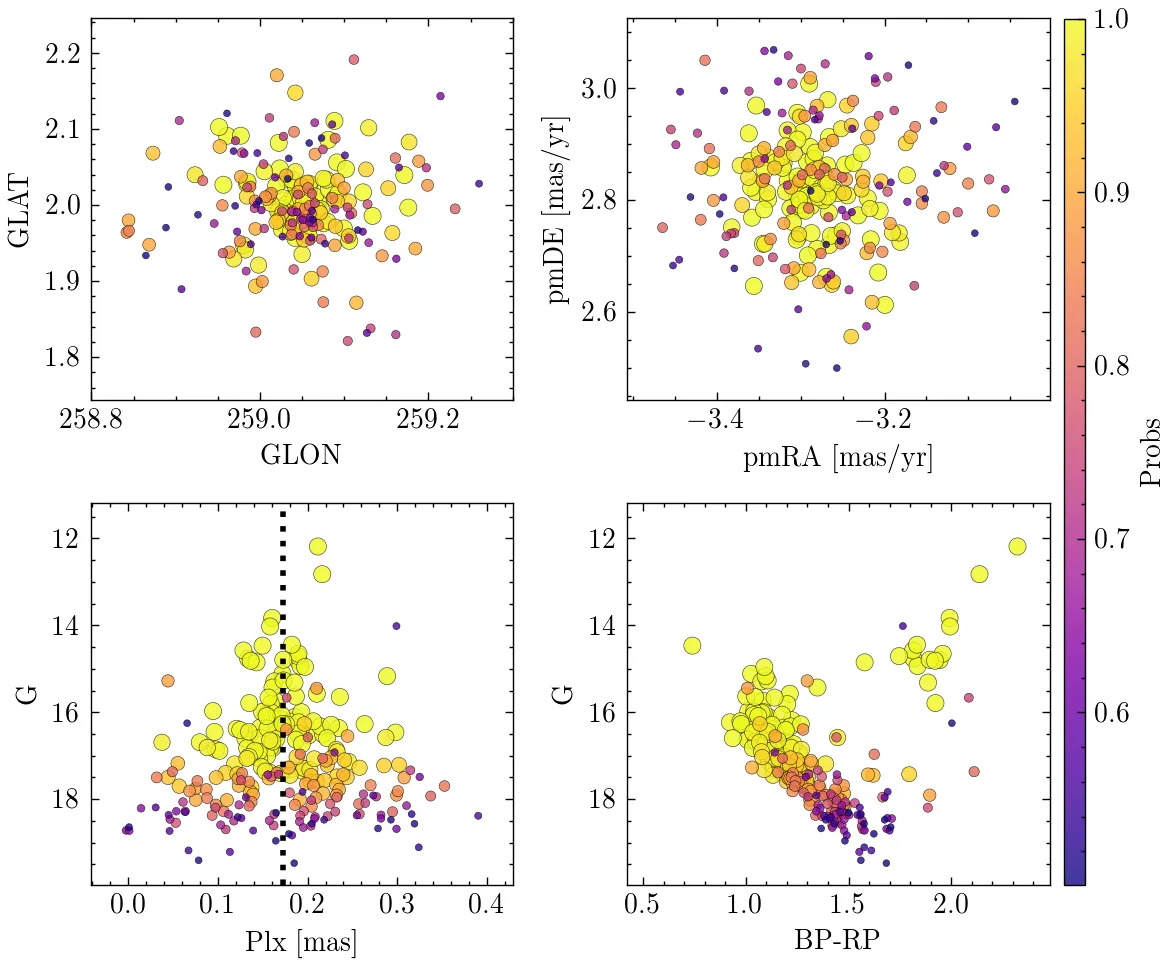 2.2
2.1
2.0
1.9
1.8
GLAT
258.8 259.0 259.2
GLON
3.0
2.8
2.6
pmDE [mas/yr]
−3.4 −3.2
pmRA [mas/yr]
12
14
16
18
G
0.0 0.1 0.2 0.3 0.4
Plx [mas]
12
14
16
18
G
0.5 1.0 1.5 2.0
BP-RP
1.0
0.9
0.8
0.7
0.6
Probs